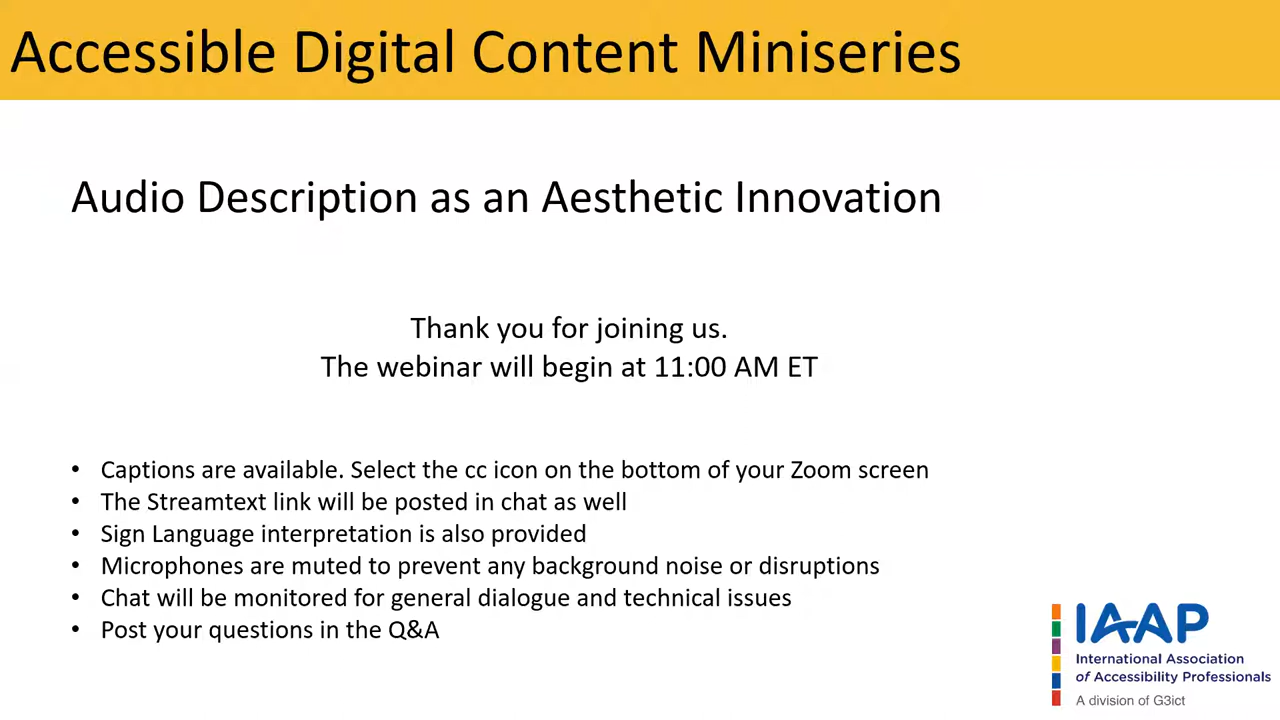 Accessible Digital Content Miniseries
Audio Description as an Aesthetic Innovation
Thank you for joining us.
The webinar will begin at 11:00 AM ET
• Captions are available. Select the cc icon on the bottom of your Zoom screen
• The Streamtext link will be posted in chat as well
• Sign Language interpretation is also provided
• Microphones are muted to prevent any background noise or disruptions
• Chat will be monitored for general dialogue and technical issues
• Post your questions in the Q&A
IAAP
International Association
of Accessibility Professionals
A division of G3ict